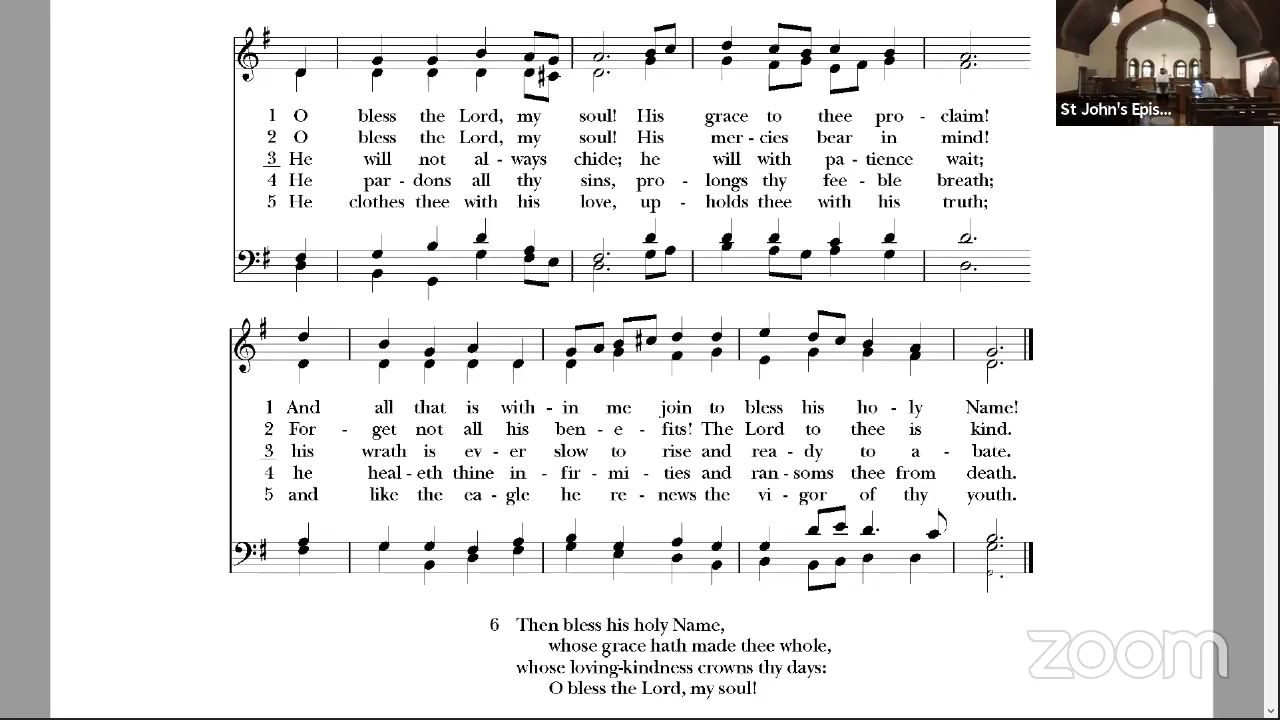 St John's Epis...
1 O bless the Lord, my soul! His grace to thee pro - claim!
2 O bless the Lord, my soul! His mer - cies bear in mind!
3 He will not al - ways chide; he will with pa - tience wait;
4 He par - dons all thy sins, pro - longs thy fee - ble breath;
5 He clothes thee with his love, up - holds thee with his truth;
1 And all that is with - in me join to bless his ho - ly Name!
2 For - get not all his ben - e - fits! The Lord to thee is kind.
3 his wrath is ev - er slow to rise and rea - dy to a - bate.
4 he heal - eth thine in - fir - mi - ties and ran - soms thee from death.
5 and like the ea - gle he re - news the vi - gor of thy youth.
6 Then bless his holy Name,
whose grace hath made thee whole,
whose loving-kindness crowns thy days:
O bless the Lord, my soul!
zoom